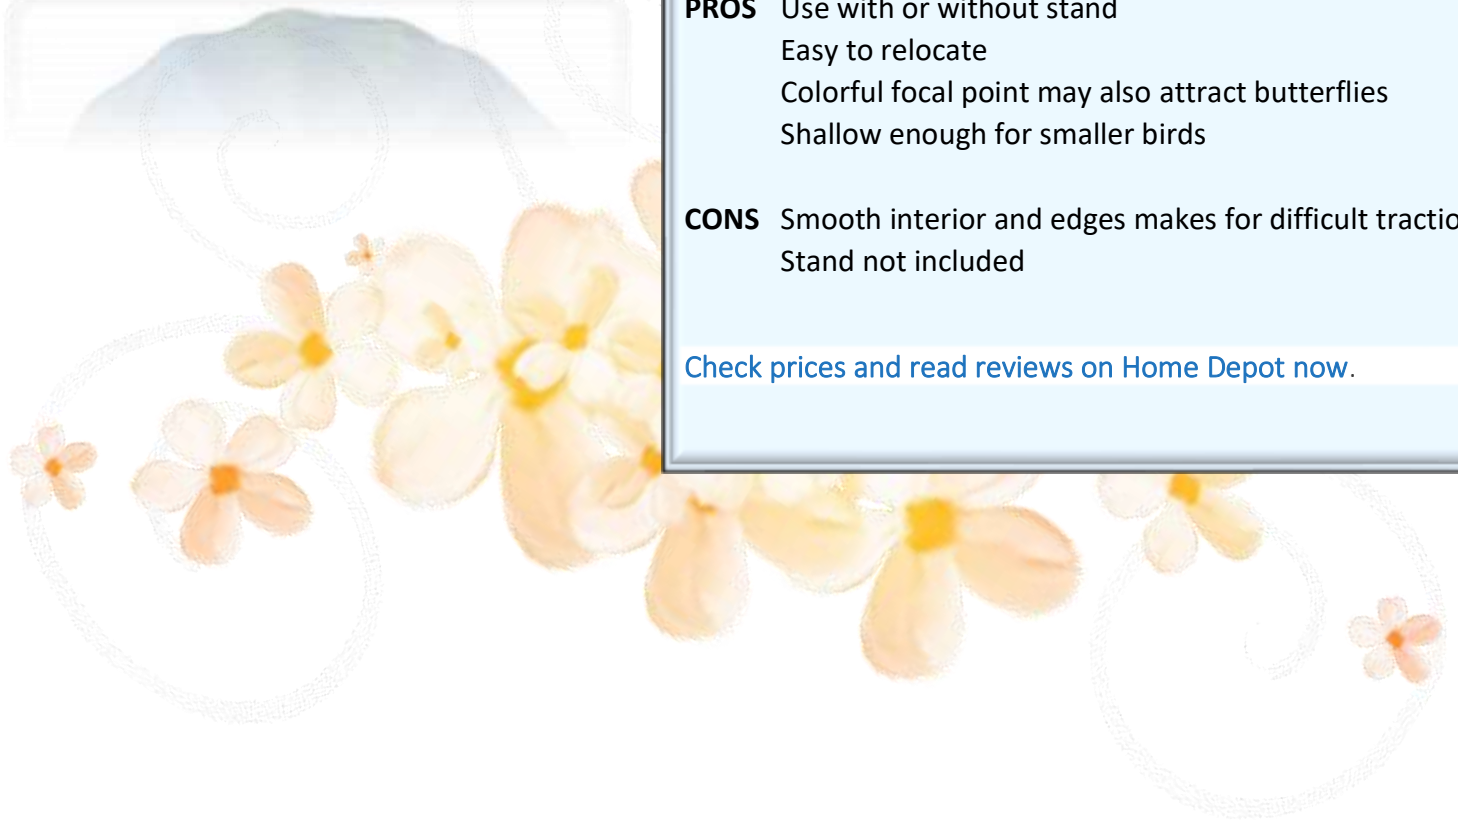 PROS Use with or without stand
Easy to relocate
Colorful focal point may also attract butterflies
Shallow enough for smaller birds
CONS Smooth interior and edges makes for difficult
Stand not included
Check prices and read reviews on Home Depot now.